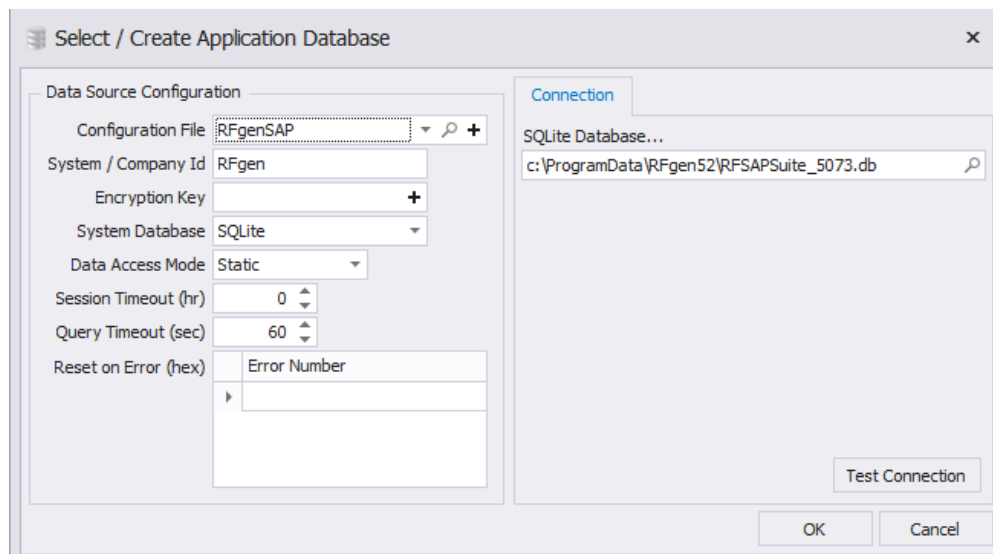 Select / Create Application Database
Data Source Configuration
Configuration File RFgenSAP
System / Company Id RFgen
Encryption Key
System Database SQLite
Data Access Mode Static
Session Timeout (hr) 0
Query Timeout (sec) 60
Reset on Error (hex) Error Number
Connection
SQLite Database...
c:\ProgramData\RFgen52\RFSAPSuite_5073.db
Test Connection
OK Cancel